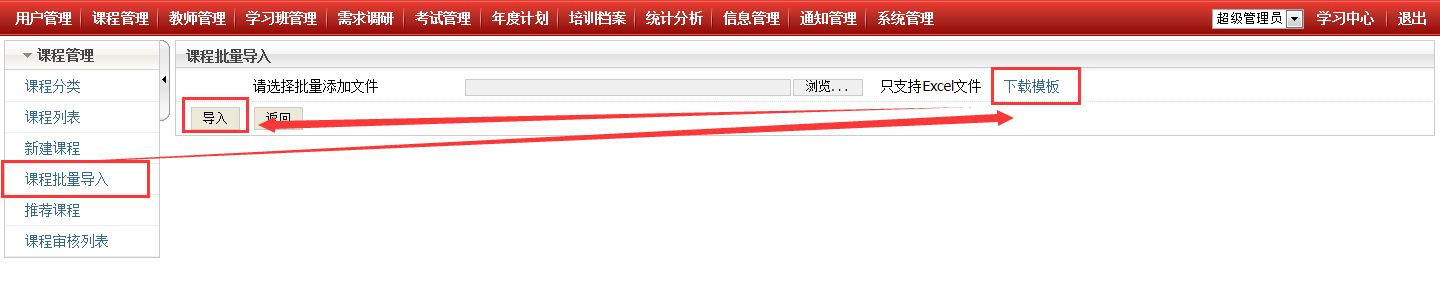 用户管理 课程管理 教师管理 学习班管理 需求调研 考试管理 年度计划 培训档案 统计分析 信息管理 通知管理 系统管理 超级管理员 学习中心 退出
课程管理
课程分类
课程列表
新建课程
课程批量导入
推荐课程
课程审核列表
课程批量导入
请选择批量添加文件 浏览... 只支持Excel文件 下载模板
导入 返回